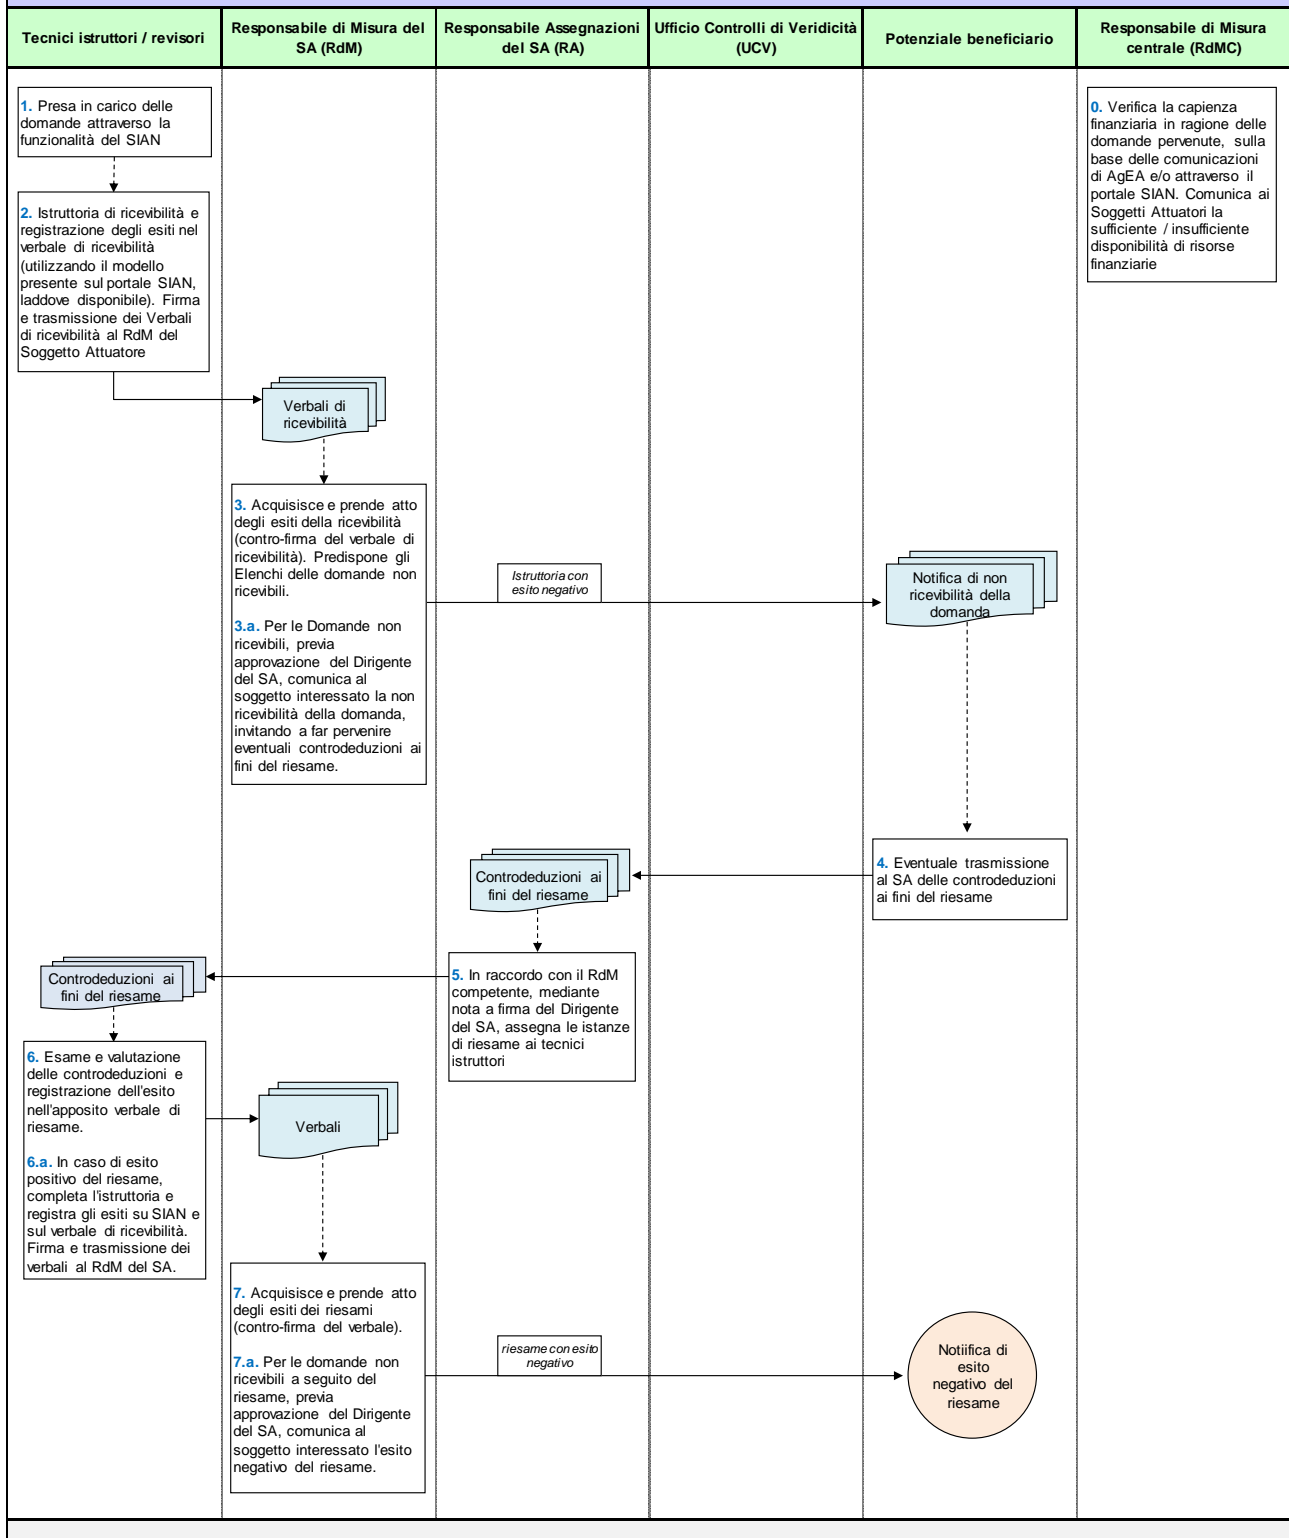 Tecnici istruttori / revisori
Responsabile di Misura del
SA (RdM)
Responsabile Assegnazioni
del SA (RA)
Ufficio Controlli di Veridicità
(UCV)
Potenziale beneficiario
Responsabile di Misura
centrale (RdMC)
1. Presa in carico delle
domande attraverso la
funzionalità del SIAN
0. Verifica la capienza
finanziaria in ragione delle
domande pervenute, sulla
base delle comunicazioni
di AgEA e/o attraverso il
portale SIAN. Comunica ai
Soggetti Attuatori la
sufficiente / insufficiente
disponibilità di risorse
finanziarie
2. Istruttoria di ricevibilità e
registrazione degli esiti nel
verbale di ricevibilità
(utilizzando il modello
presente sul portale SIAN,
laddove disponibile). Firma
e trasmissione dei Verbali
di ricevibilità al RdM del
Soggetto Attuatore
Verbali di
ricevibilità
3. Acquisisce e prende atto
degli esiti della ricevibilità
(contro-firma del verbale di
ricevibilità). Predispone gli
Elenchi delle domande non
ricevibili.
3.a. Per le Domande non
ricevibili, previa
approvazione del Dirigente
del SA, comunica al
soggetto interessato la non
ricevibilità della domanda,
invitando a far pervenire
eventuali controdeduzioni ai
fini del riesame.
Istruttoria con
esito negativo
Notifica di non
ricevibilità della
domanda
4. Eventuale trasmissione
al SA delle controdeduzioni
ai fini del riesame
Controdeduzioni ai
fini del riesame
5. In raccordo con il RdM
competente, mediante
nota a firma del Dirigente
del SA, assegna le istanze
di riesame ai tecnici
istruttori
Controdeduzioni ai
fini del riesame
6. Esame e valutazione
delle controdeduzioni e
registrazione dell'esito
nell'apposito verbale di
riesame.
6.a. In caso di esito
positivo del riesame,
completa l'istruttoria e
registra gli esiti su SIAN e
sul verbale di ricevibilità.
Firma e trasmissione dei
verbali al RdM del SA.
Verbali
7. Acquisisce e prende atto
degli esiti dei riesami
(contro-firma del verbale).
7.a. Per le domande non
ricevibili a seguito del
riesame, previa
approvazione del Dirigente
del SA, comunica al
soggetto interessato l'esito
negativo del riesame.
riesame con esito
negativo
Notiifica di
esito
negativo del
riesame